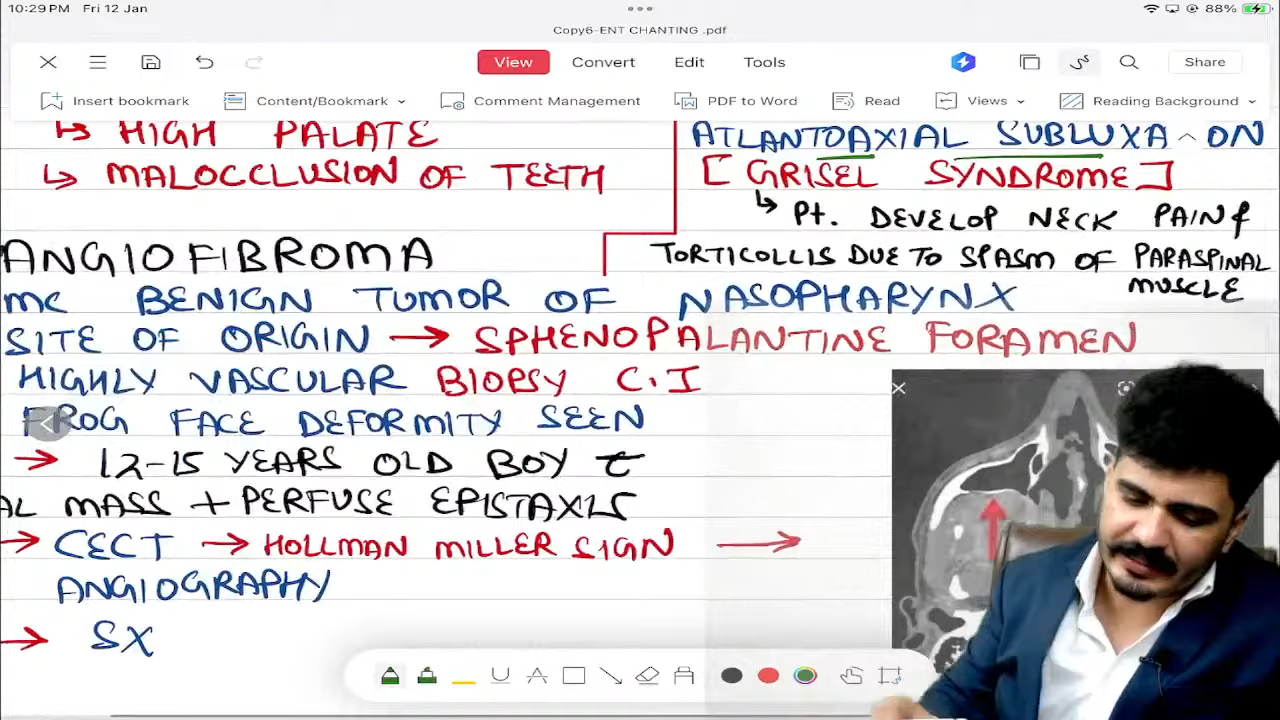 10:29 PM Fri 12 Jan
88%
Copy6-ENT CHANTING .pdf
View Convert Edit Tools Share
Insert bookmark Content/Bookmark Comment Management PDF to Word Read Views Reading Background
↳ HIGH PALATE
↳ MALOCCLUSION OF TEETH
ATLANTOAXIAL SUBLUXA ON
[GRISEL SYNDROME]
↳ Pt. DEVELOP NECK PAIN &
TORTICOLLIS DUE TO SPASM OF PARASPINAL
MUSCLE
ANGIOFIBROMA
MC BENIGN TUMOR OF NASOPHARYNX
SITE OF ORIGIN → SPHENOPALANTINE FORAMEN
HIGHLY VASCULAR BIOPSY C.I
FROG FACE DEFORMITY SEEN
→ 12-15 YEARS OLD BOY c̄
AL MASS + PERFUSE EPISTAXIS
→ CECT → HOLLMAN MILLER SIGN →
ANGIOGRAPHY
→ SX